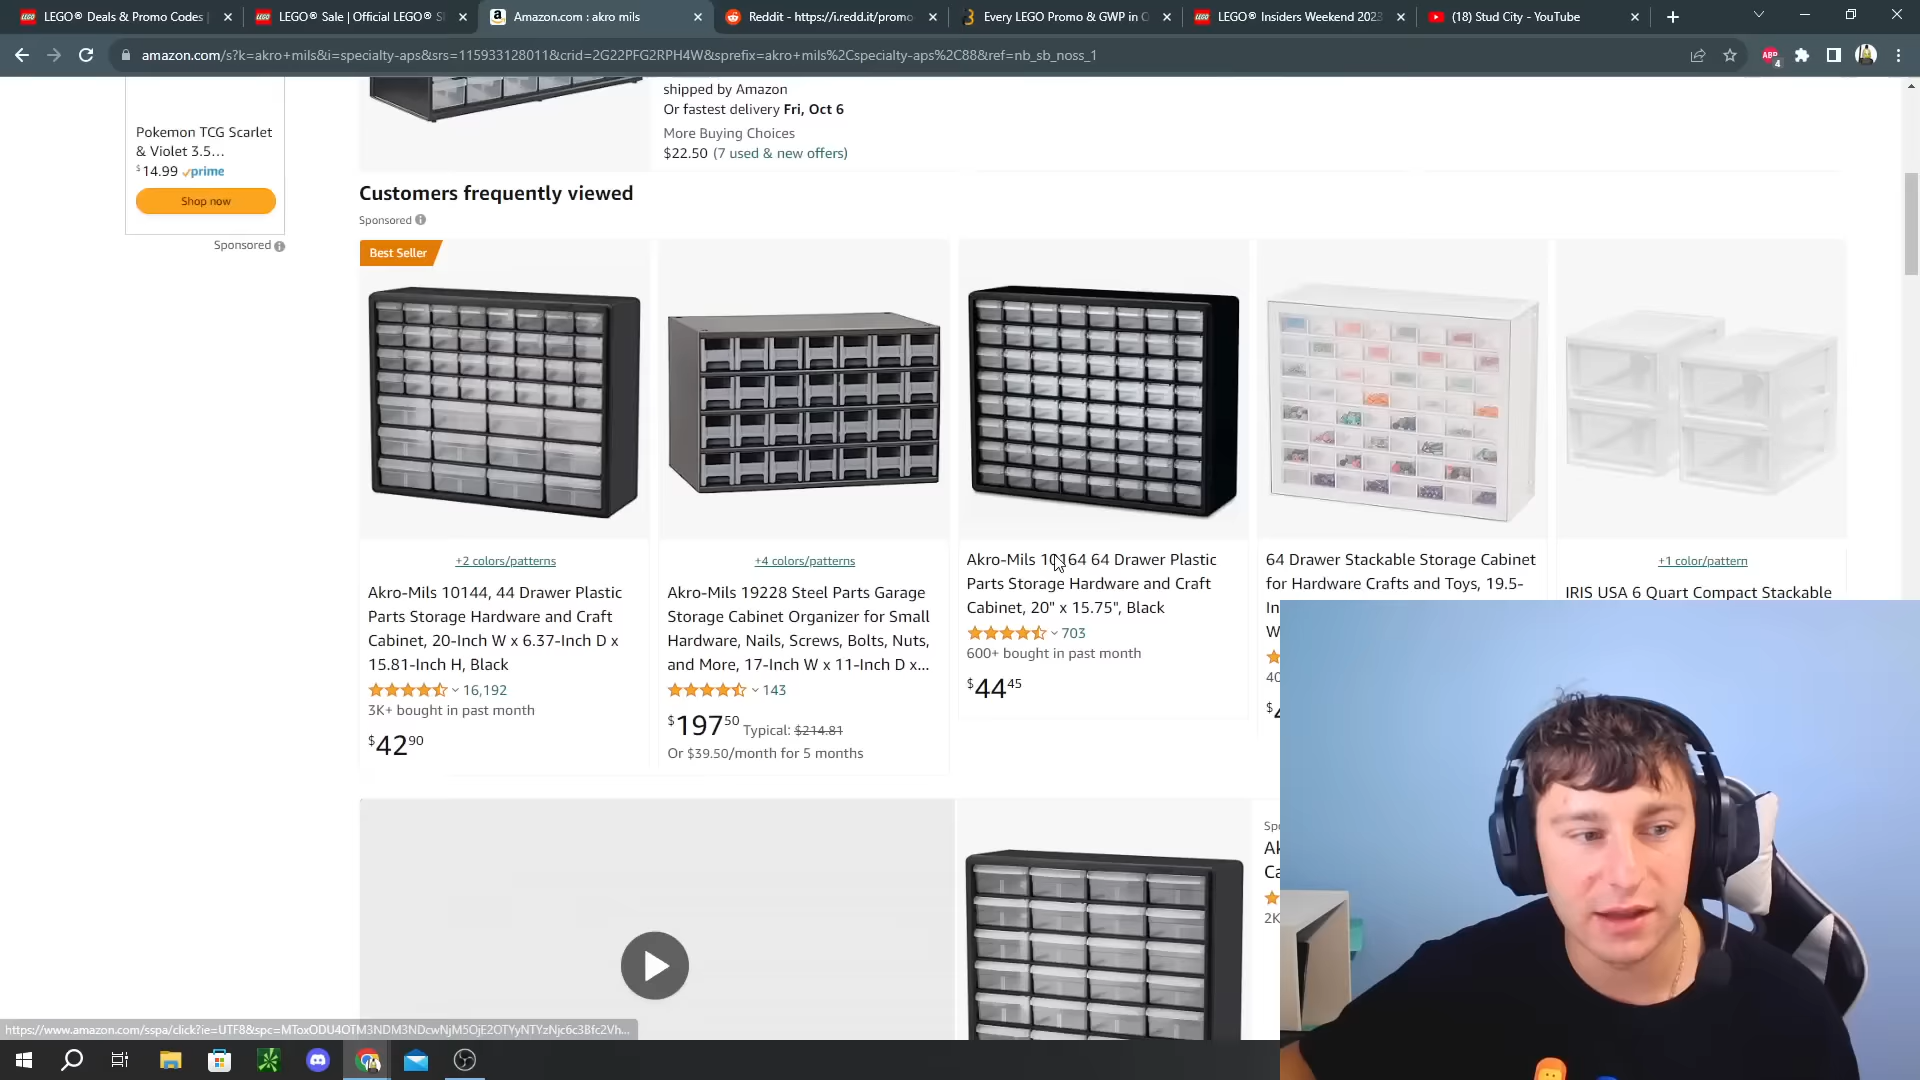 LEGO® Deals & Promo Codes
LEGO® Sale | Official LEGO® S
Amazon.com : akro mils
Reddit - https://i.redd.it/promo
Every LEGO Promo & GWP in O
LEGO® Insiders Weekend 2023
(18) Stud City - YouTube
amazon.com/s?k=akro+mils&i=specialty-aps&srs=115933128011&crid=2G22PFG2RPH4W&sprefix=akro+mils%2Cspecialty-aps%2C88&ref=nb_sb_noss_1
ABP
4
Pokemon TCG Scarlet
& Violet 3.5...
$14.99 prime
Shop now
Sponsored
shipped by Amazon
Or fastest delivery Fri, Oct 6
More Buying Choices
$22.50 (7 used & new offers)
Customers frequently viewed
Sponsored
Best Seller
+2 colors/patterns
Akro-Mils 10144, 44 Drawer Plastic
Parts Storage Hardware and Craft
Cabinet, 20-Inch W x 6.37-Inch D x
15.81-Inch H, Black
16,192
3K+ bought in past month
$42 90
+4 colors/patterns
Akro-Mils 19228 Steel Parts Garage
Storage Cabinet Organizer for Small
Hardware, Nails, Screws, Bolts, Nuts,
and More, 17-Inch W x 11-Inch D x...
143
$197 50 Typical: $214.81
Or $39.50/month for 5 months
Akro-Mils 10164 64 Drawer Plastic
Parts Storage Hardware and Craft
Cabinet, 20" x 15.75", Black
703
600+ bought in past month
$44 45
64 Drawer Stackable Storage Cabinet
for Hardware Crafts and Toys, 19.5-
In
W
40
+1 color/pattern
IRIS USA 6 Quart Compact Stackable
Spo
Ak
Ca
2K